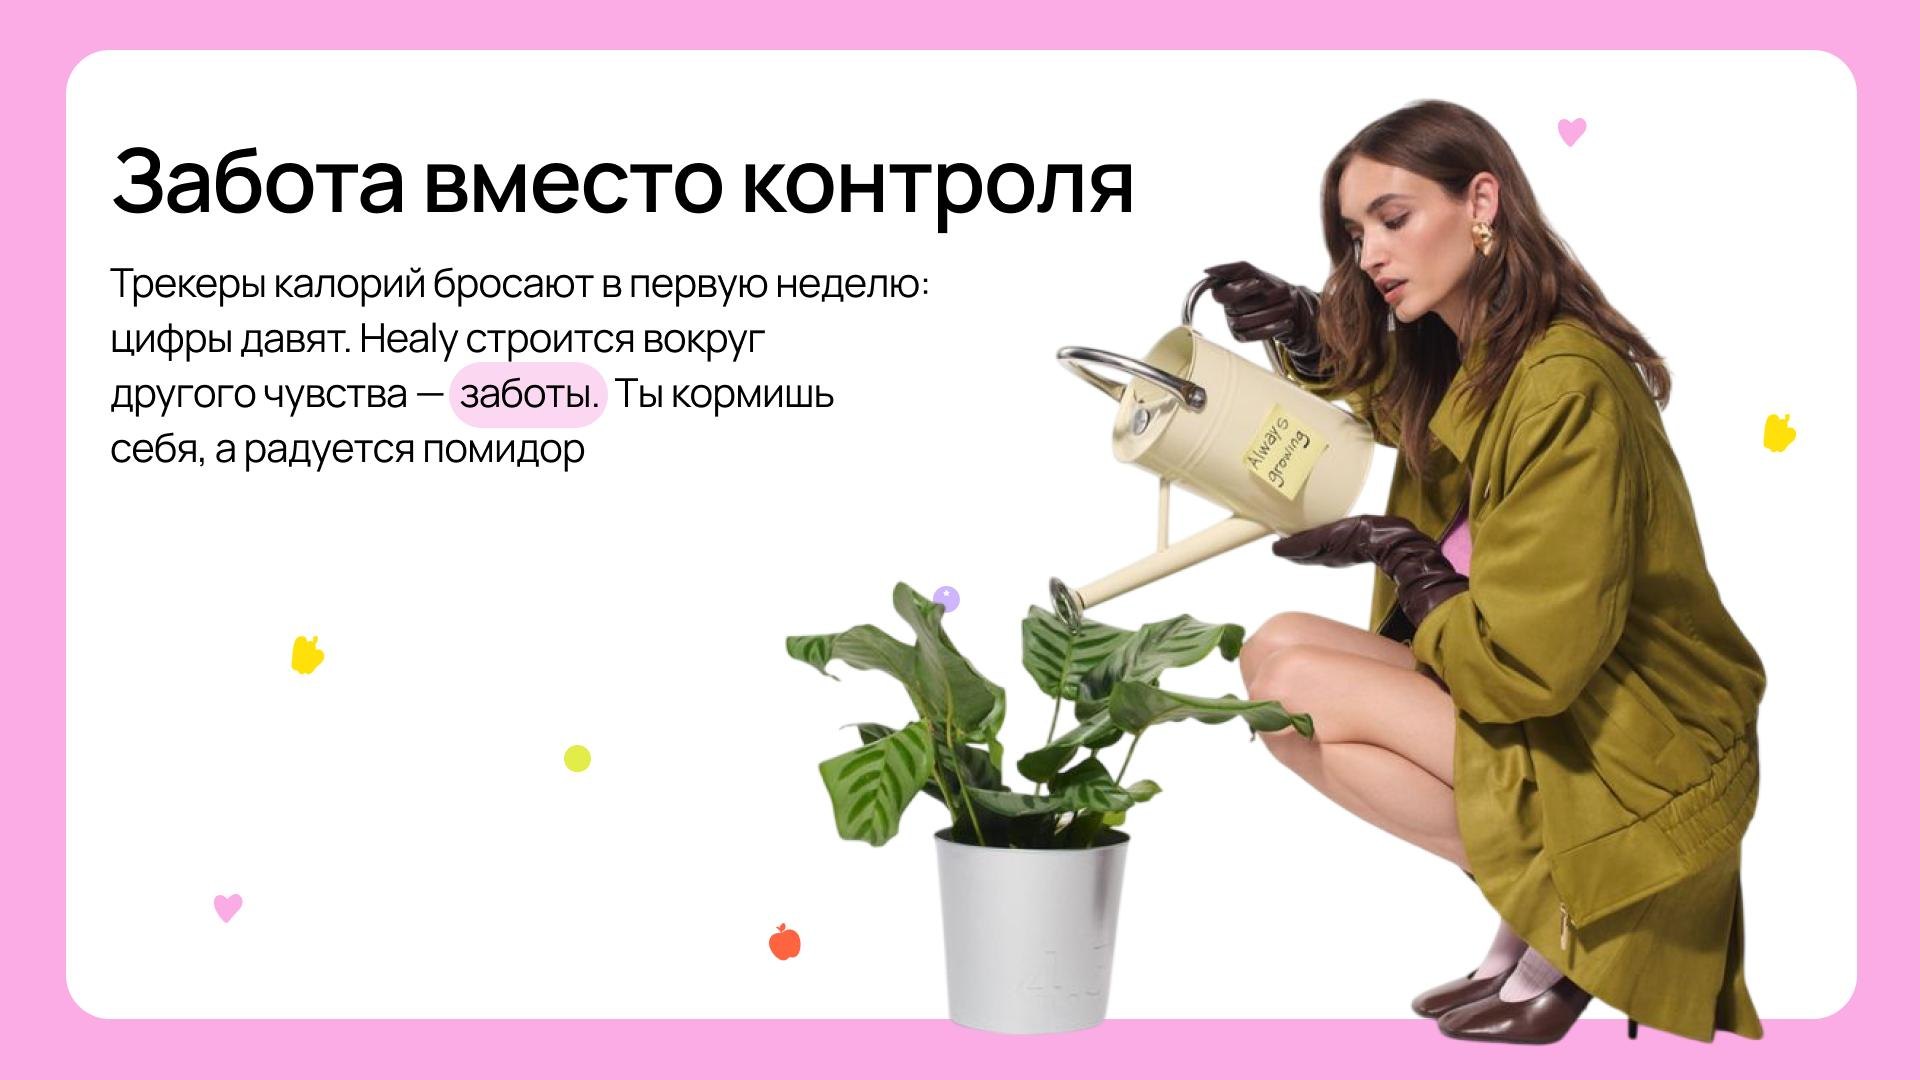 Забота вместо контроля
Трекеры калорий бросают в первую неделю:
цифры давят. Healy строится вокруг
другого чувства — заботы. Ты кормишь
себя, а радуется помидор
Always
growing